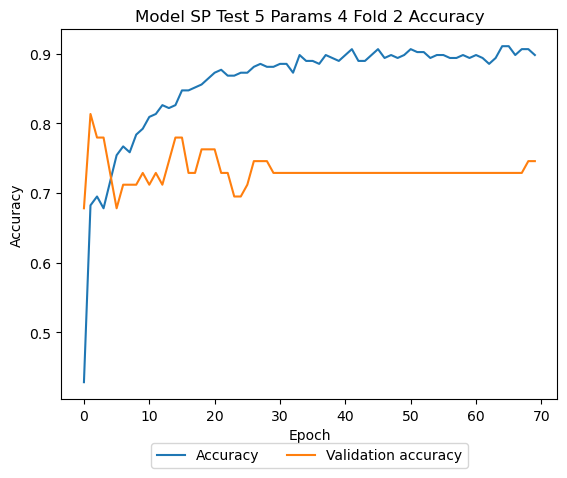 Model SP Test 5 Params 4 Fold 2 Accuracy
Accuracy
0.9
0.8
0.7
0.6
0.5
0 10 20 30 40 50 60 70
Epoch
Accuracy Validation accuracy